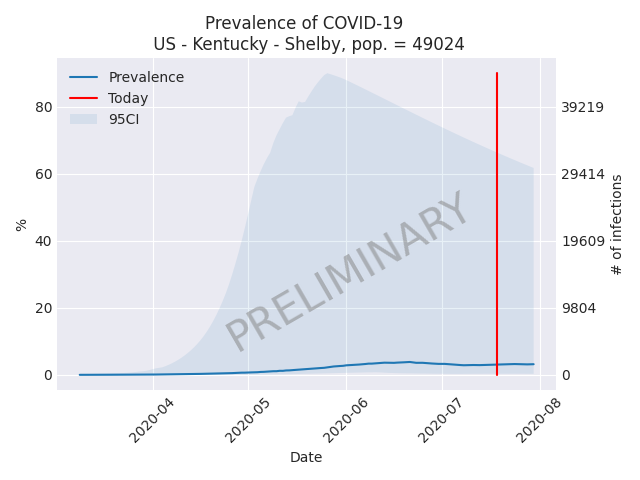 Prevalence of COVID-19
US - Kentucky - Shelby, pop. = 49024
Prevalence
Today
95CI
80
60
40
20
0
%
39219
29414
19609
9804
0
# of infections
PRELIMINARY
2020-04
2020-05
2020-06
2020-07
2020-08
Date